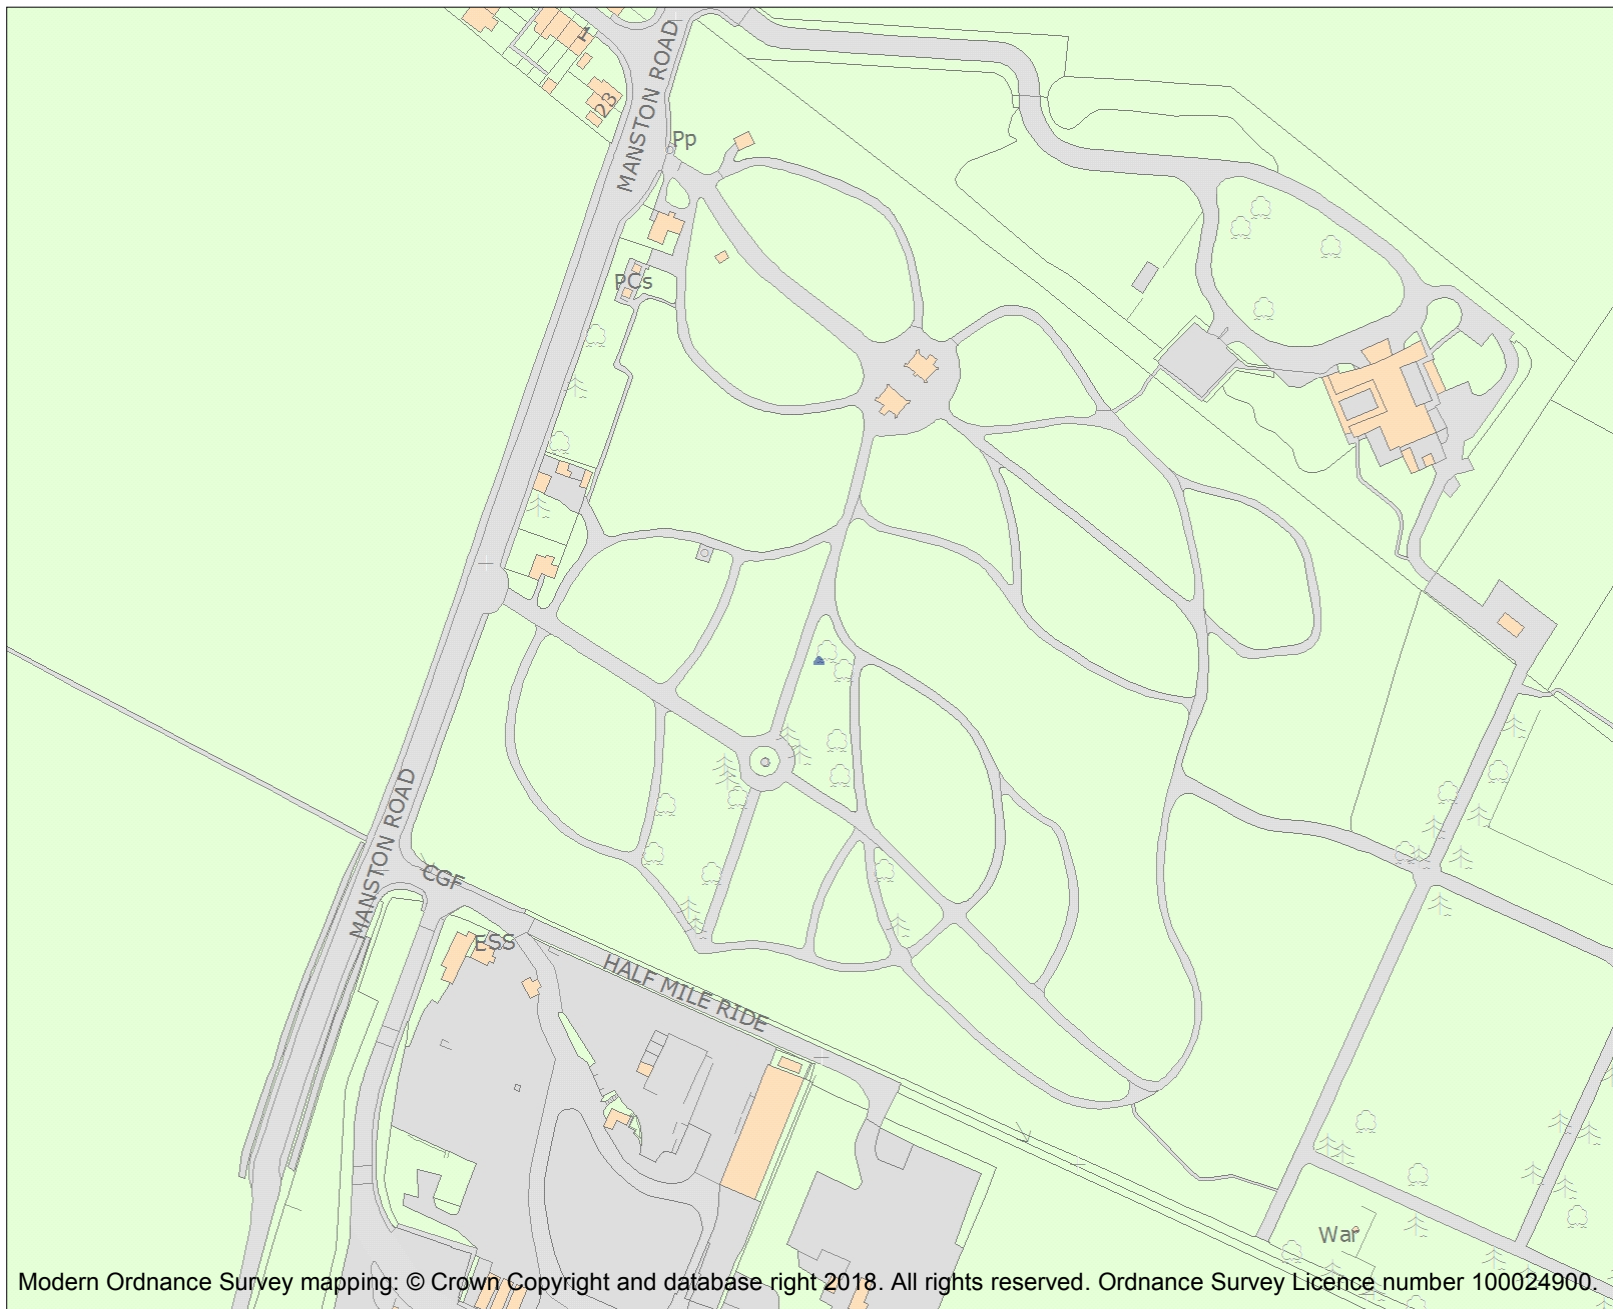 4
23
MANSTON ROAD
Pp
PCs
MANSTON ROAD
CGF
ESS
HALF MILE RIDE
War
Modern Ordnance Survey mapping: © Crown Copyright and database right 2018. All rights reserved. Ordnance Survey Licence number 100024900.